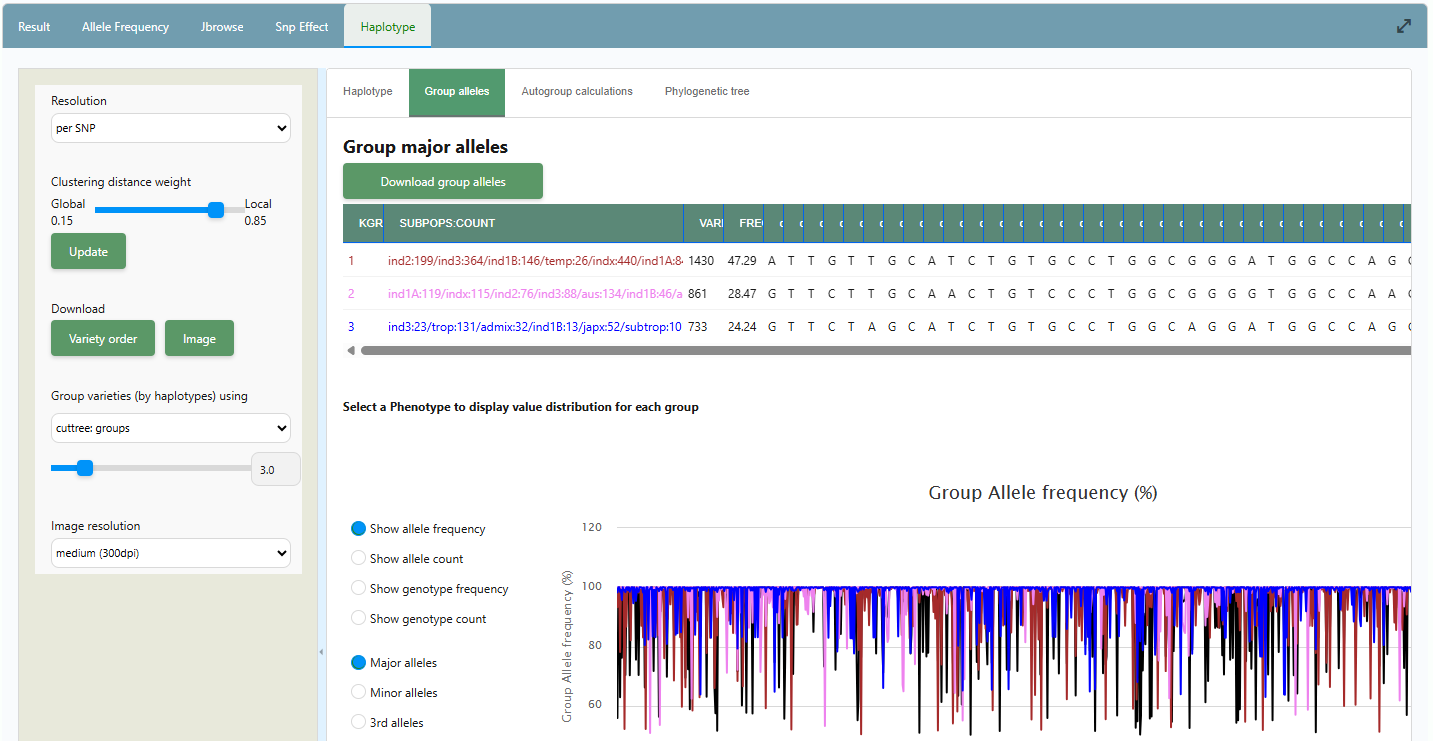 Result Allele Frequency Jbrowse Snp Effect Haplotype
Resolution
per SNP
Clustering distance weight
Global Local
0.15 0.85
Update
Download
Variety order Image
Group varieties (by haplotypes) using
cuttree: groups
3.0
Image resolution
medium (300dpi)
Haplotype Group alleles Autogroup calculations Phylogenetic tree
Group major alleles
Download group alleles
KGR SUBPOPS:COUNT VARI FREQ
1 ind2:199/ind3:364/ind1B:146/temp:26/indx:440/ind1A:84 1430 47.29 A T T G T T G C A T C T G T G C C T G G C G G G A T G G C C A G
2 ind1A:119/indx:115/ind2:76/ind3:88/aus:134/ind1B:46/a 861 28.47 G T T C T T G C A A C T G T C C C T G G C G G G G T G G C C A A
3 ind3:23/trop:131/admix:32/ind1B:13/japx:52/subtrop:10 733 24.24 G T T C T A G C A T C T G T G C C T G G C A G G A T G G C C A G
Select a Phenotype to display value distribution for each group
Group Allele frequency (%)
Show allele frequency
Show allele count
Show genotype frequency
Show genotype count
Major alleles
Minor alleles
3rd alleles
Group Allele frequency (%)
120
100
80
60